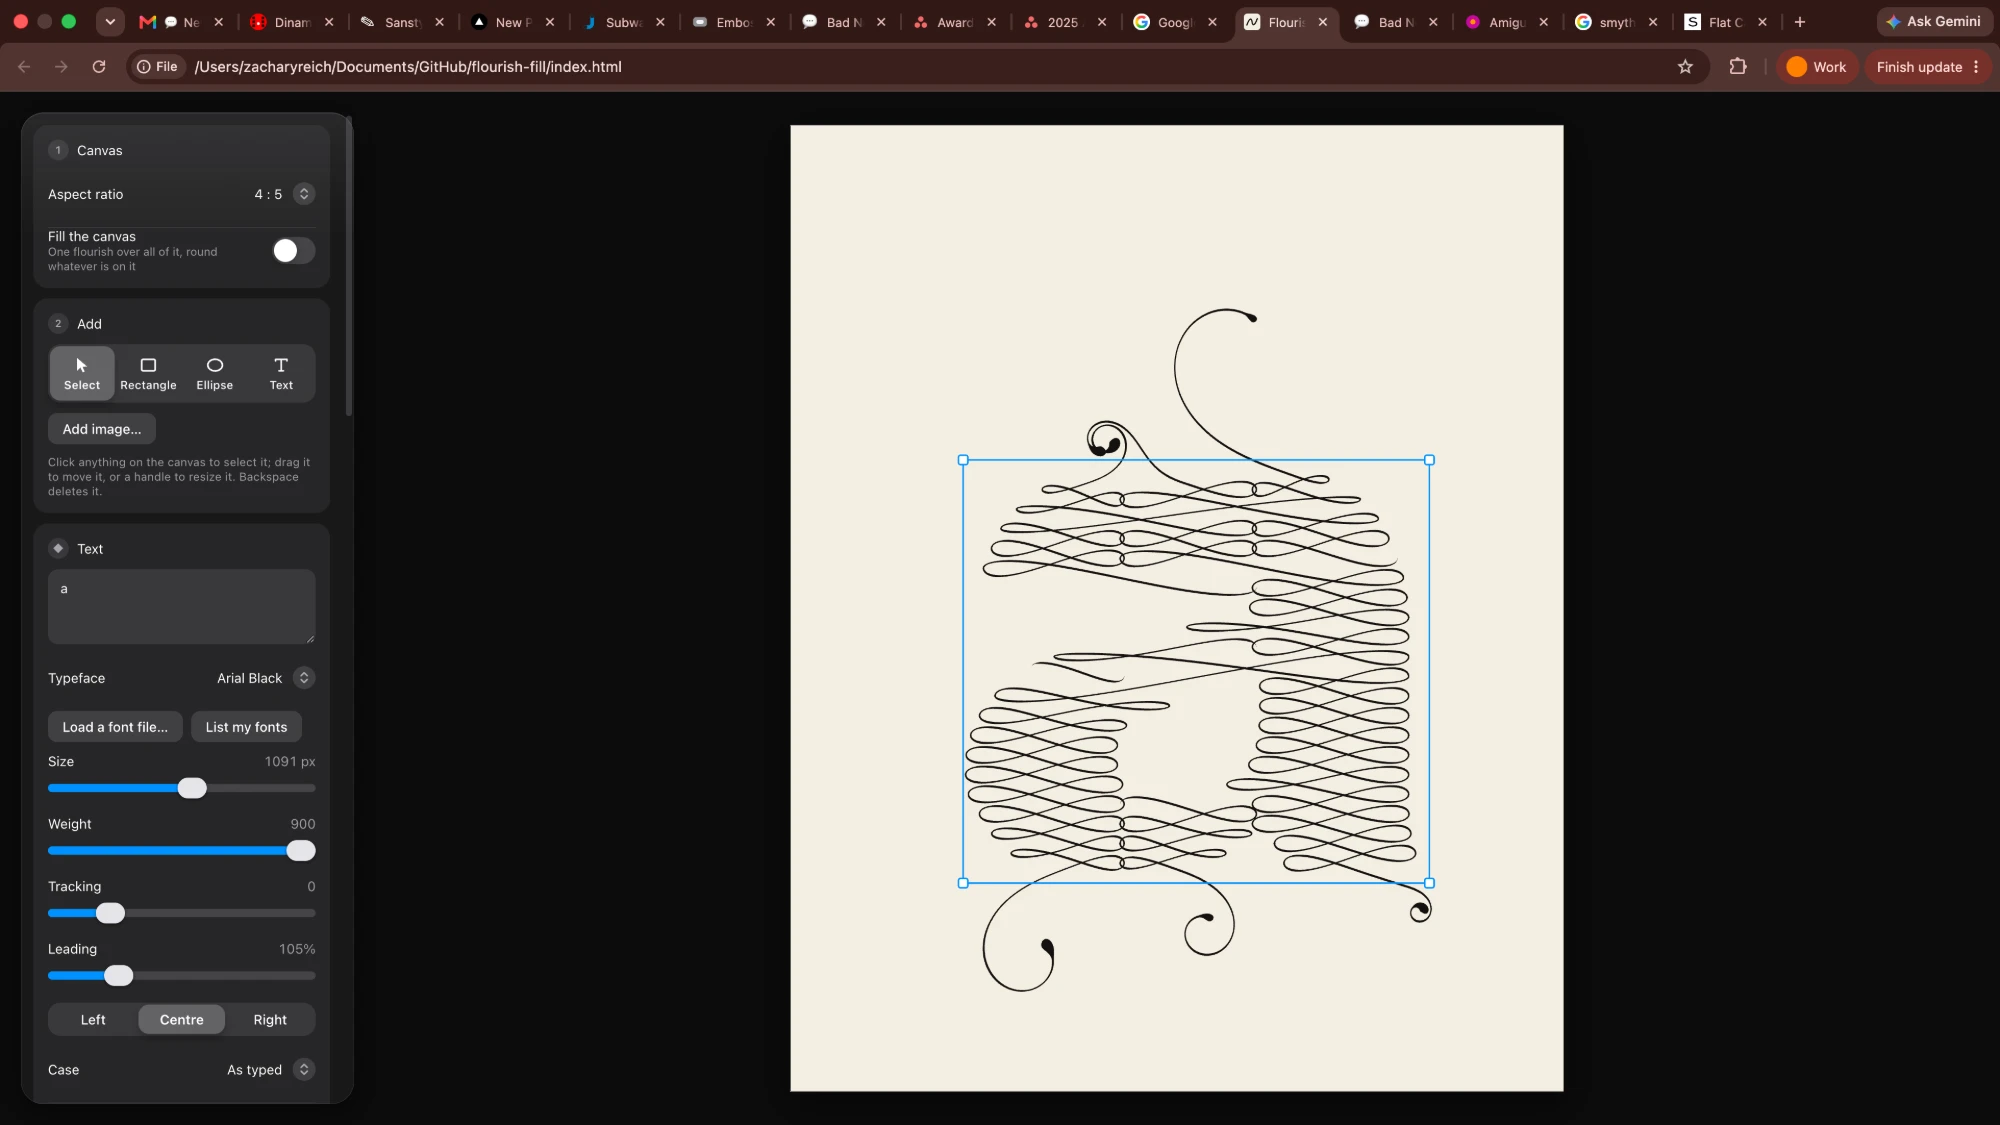 Ne
Dinam
Sansty
New P
Subwa
Embos
Bad N
Award
2025
Googl
Flouris
Bad N
Amigu
smyth
Flat C
Ask Gemini
File
/Users/zacharyreich/Documents/GitHub/flourish-fill/index.html
Work
Finish update
1 Canvas
Aspect ratio 4 : 5
Fill the canvas
One flourish over all of it, round
whatever is on it
2 Add
Select Rectangle Ellipse Text
Add image...
Click anything on the canvas to select it; drag it
to move it, or a handle to resize it. Backspace
deletes it.
Text
a
Typeface Arial Black
Load a font file... List my fonts
Size 1091 px
Weight 900
Tracking 0
Leading 105%
Left Centre Right
Case As typed
a